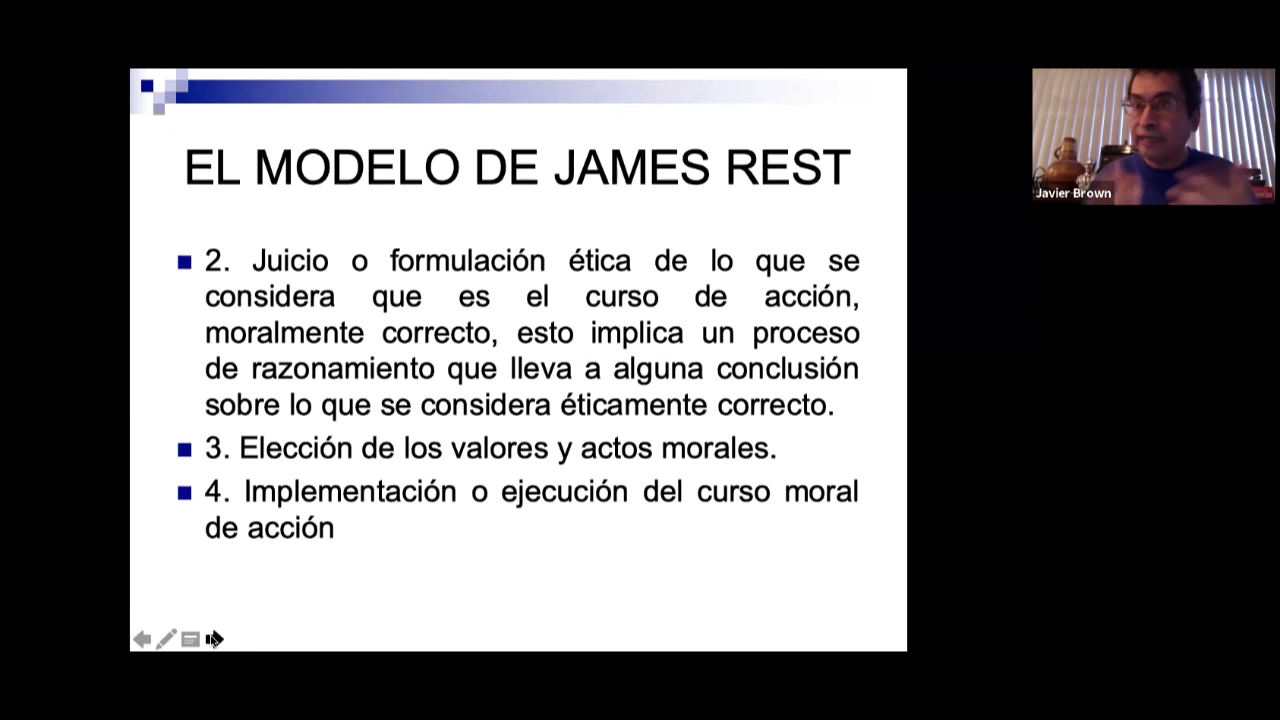 EL MODELO DE JAMES REST
2. Juicio o formulación ética de lo que se
considera que es el curso de acción,
moralmente correcto, esto implica un proceso
de razonamiento que lleva a alguna conclusión
sobre lo que se considera éticamente correcto.
3. Elección de los valores y actos morales.
4. Implementación o ejecución del curso moral
de acción
Javier Brown